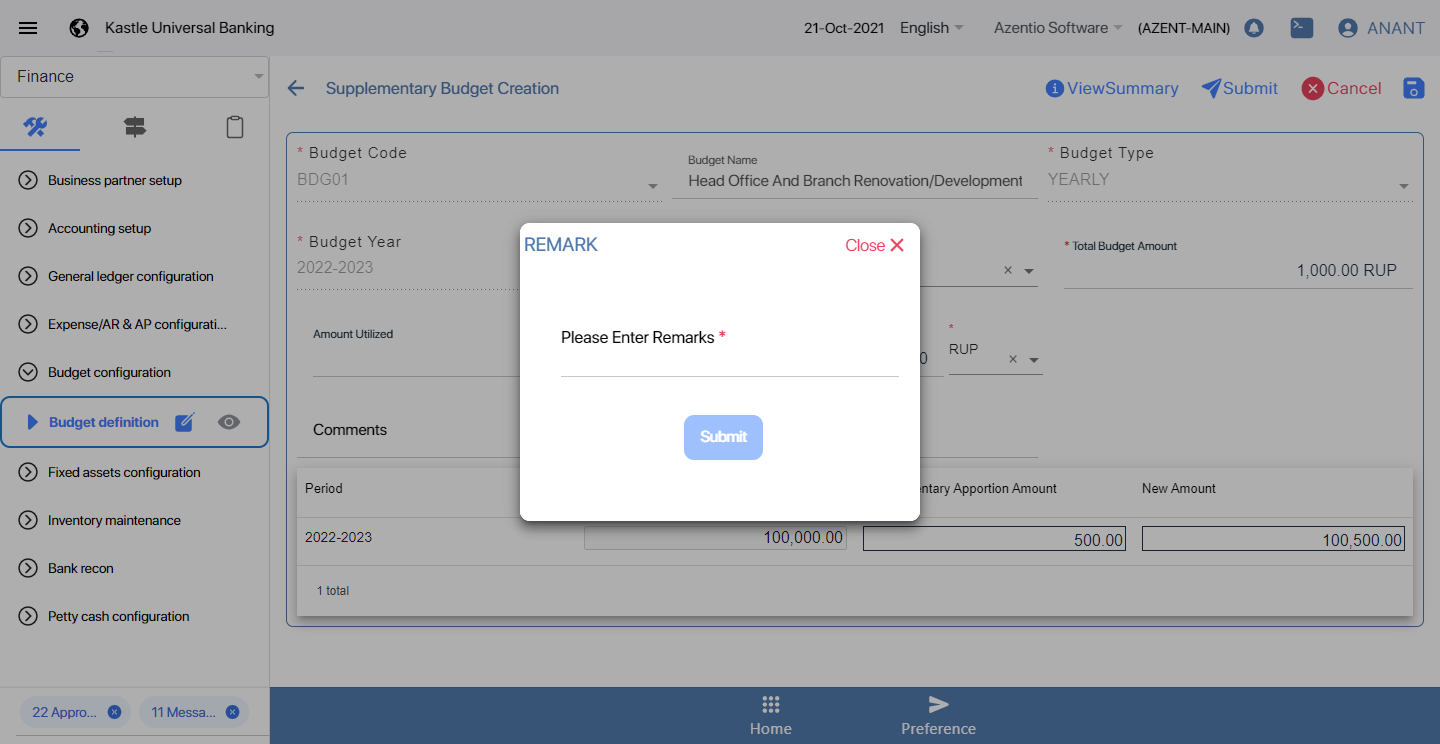 Kastle Universal Banking
21-Oct-2021
English
Azentio Software
(AZENT-MAIN)
ANANT
Finance
Supplementary Budget Creation
ViewSummary
Submit
Cancel
Business partner setup
Accounting setup
General ledger configuration
Expense/AR & AP configurati...
Budget configuration
Budget definition
Fixed assets configuration
Inventory maintenance
Bank recon
Petty cash configuration
22 Appro...
11 Messa...
* Budget Code
BDG01
Budget Name
Head Office And Branch Renovation/Development
* Budget Type
YEARLY
* Budget Year
2022-2023
* Total Budget Amount
1,000.00 RUP
Amount Utilized
*
RUP
Comments
REMARK
Close
Please Enter Remarks *
Submit
Period
entary Apportion Amount
New Amount
2022-2023
100,000.00
500.00
100,500.00
1 total
Home
Preference